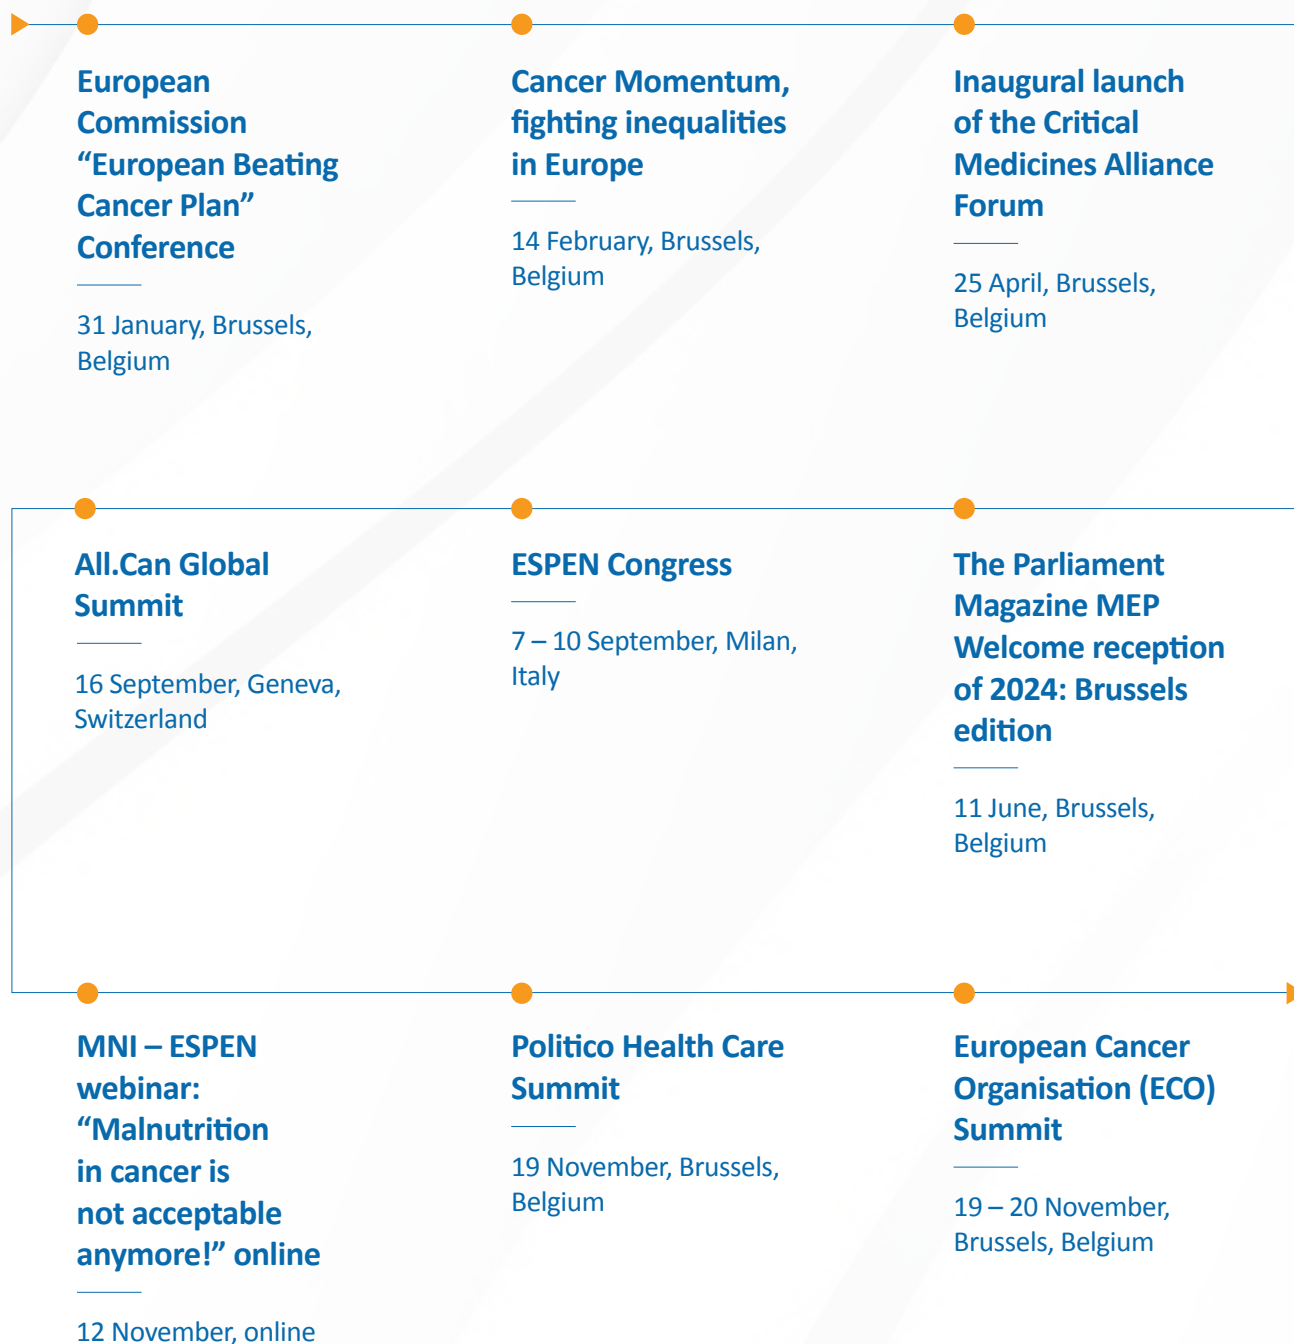 European
Commission
“European Beating
Cancer Plan”
Conference
31 January, Brussels,
Belgium
Cancer Momentum,
fighting inequalities
in Europe
14 February, Brussels,
Belgium
Inaugural launch
of the Critical
Medicines Alliance
Forum
25 April, Brussels,
Belgium
All.Can Global
Summit
16 September, Geneva,
Switzerland
ESPEN Congress
7 – 10 September, Milan,
Italy
The Parliament
Magazine MEP
Welcome reception
of 2024: Brussels
edition
11 June, Brussels,
Belgium
MNI – ESPEN
webinar:
“Malnutrition
in cancer is
not acceptable
anymore!” online
12 November, online
Politico Health Care
Summit
19 November, Brussels,
Belgium
European Cancer
Organisation (ECO)
Summit
19 – 20 November,
Brussels, Belgium